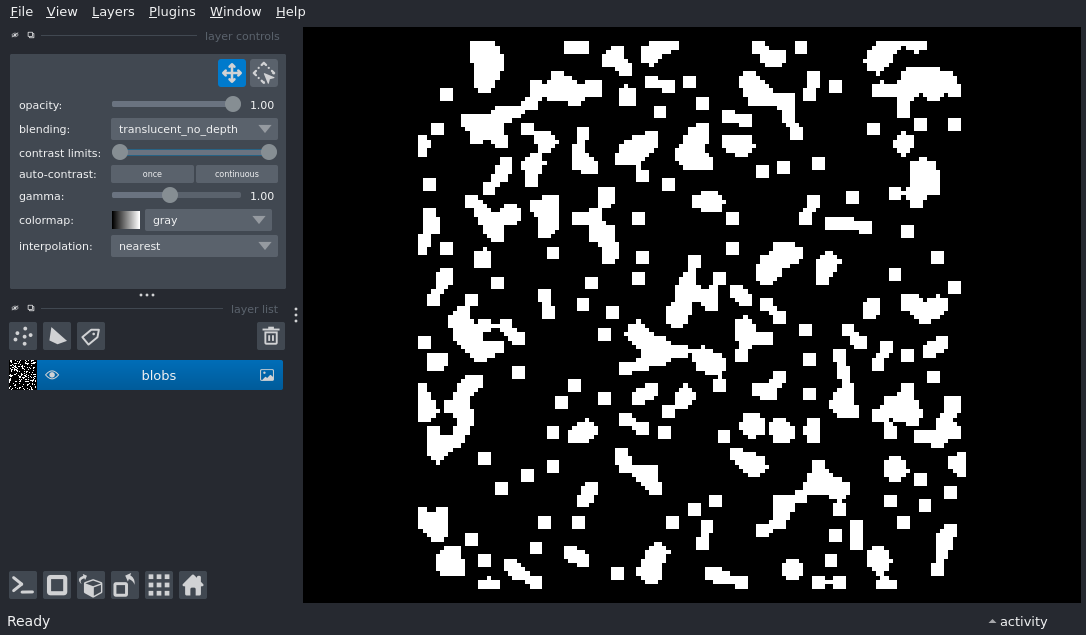 File View Layers Plugins Window Help
layer controls
opacity: 1.00
blending: translucent_no_depth
contrast limits:
auto-contrast: once continuous
gamma: 1.00
colormap: gray
interpolation: nearest
layer list
blobs
Ready
activity